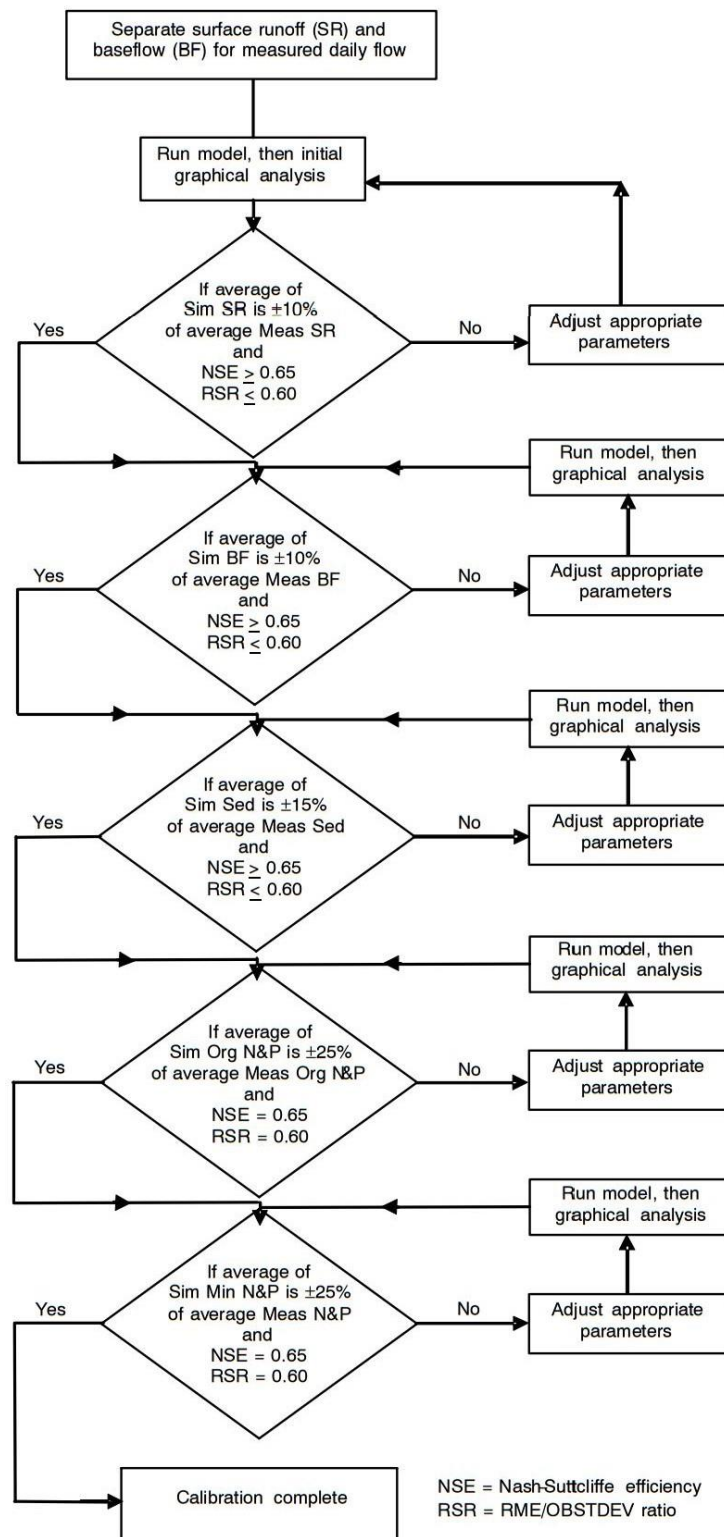 Separate surface runoff (SR) and
baseflow (BF) for measured daily flow
Run model, then initial
graphical analysis
If average of
Sim SR is ±10%
of average Meas SR
and
NSE ≥ 0.65
RSR ≤ 0.60
Yes
No
Adjust appropriate
parameters
Run model, then
graphical analysis
If average of
Sim BF is ±10%
of average Meas BF
and
NSE ≥ 0.65
RSR ≤ 0.60
Yes
No
Adjust appropriate
parameters
Run model, then
graphical analysis
If average of
Sim Sed is ±15%
of average Meas Sed
and
NSE ≥ 0.65
RSR ≤ 0.60
Yes
No
Adjust appropriate
parameters
Run model, then
graphical analysis
If average of
Sim Org N&P is ±25%
of average Meas Org N&P
and
NSE = 0.65
RSR = 0.60
Yes
No
Adjust appropriate
parameters
Run model, then
graphical analysis
If average of
Sim Min N&P is ±25%
of average Meas N&P
and
NSE = 0.65
RSR = 0.60
Yes
No
Adjust appropriate
parameters
Calibration complete
NSE = Nash-Suttcliffe efficiency
RSR = RME/OBSTDEV ratio